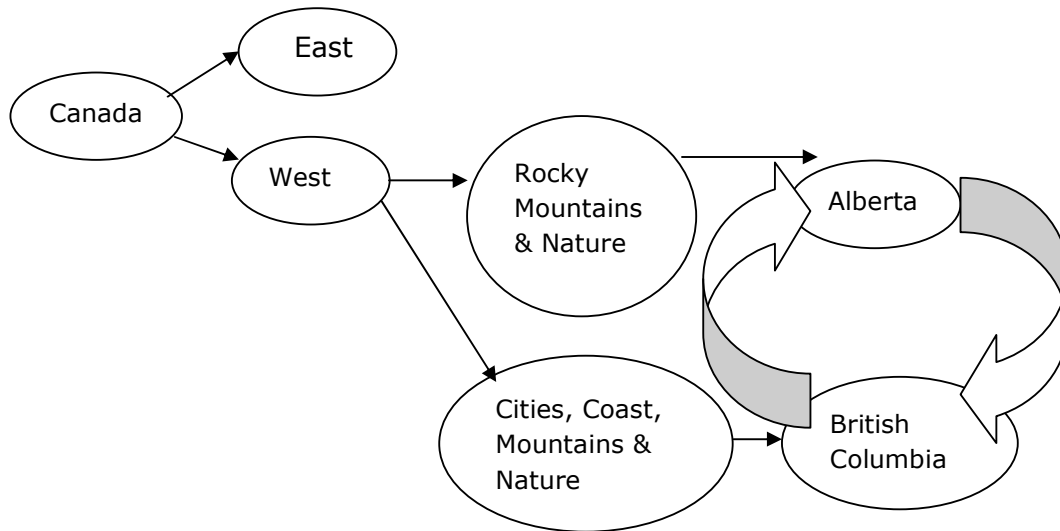 East
Canada
West
Rocky
Mountains
& Nature
Alberta
Cities, Coast,
Mountains &
Nature
British
Columbia